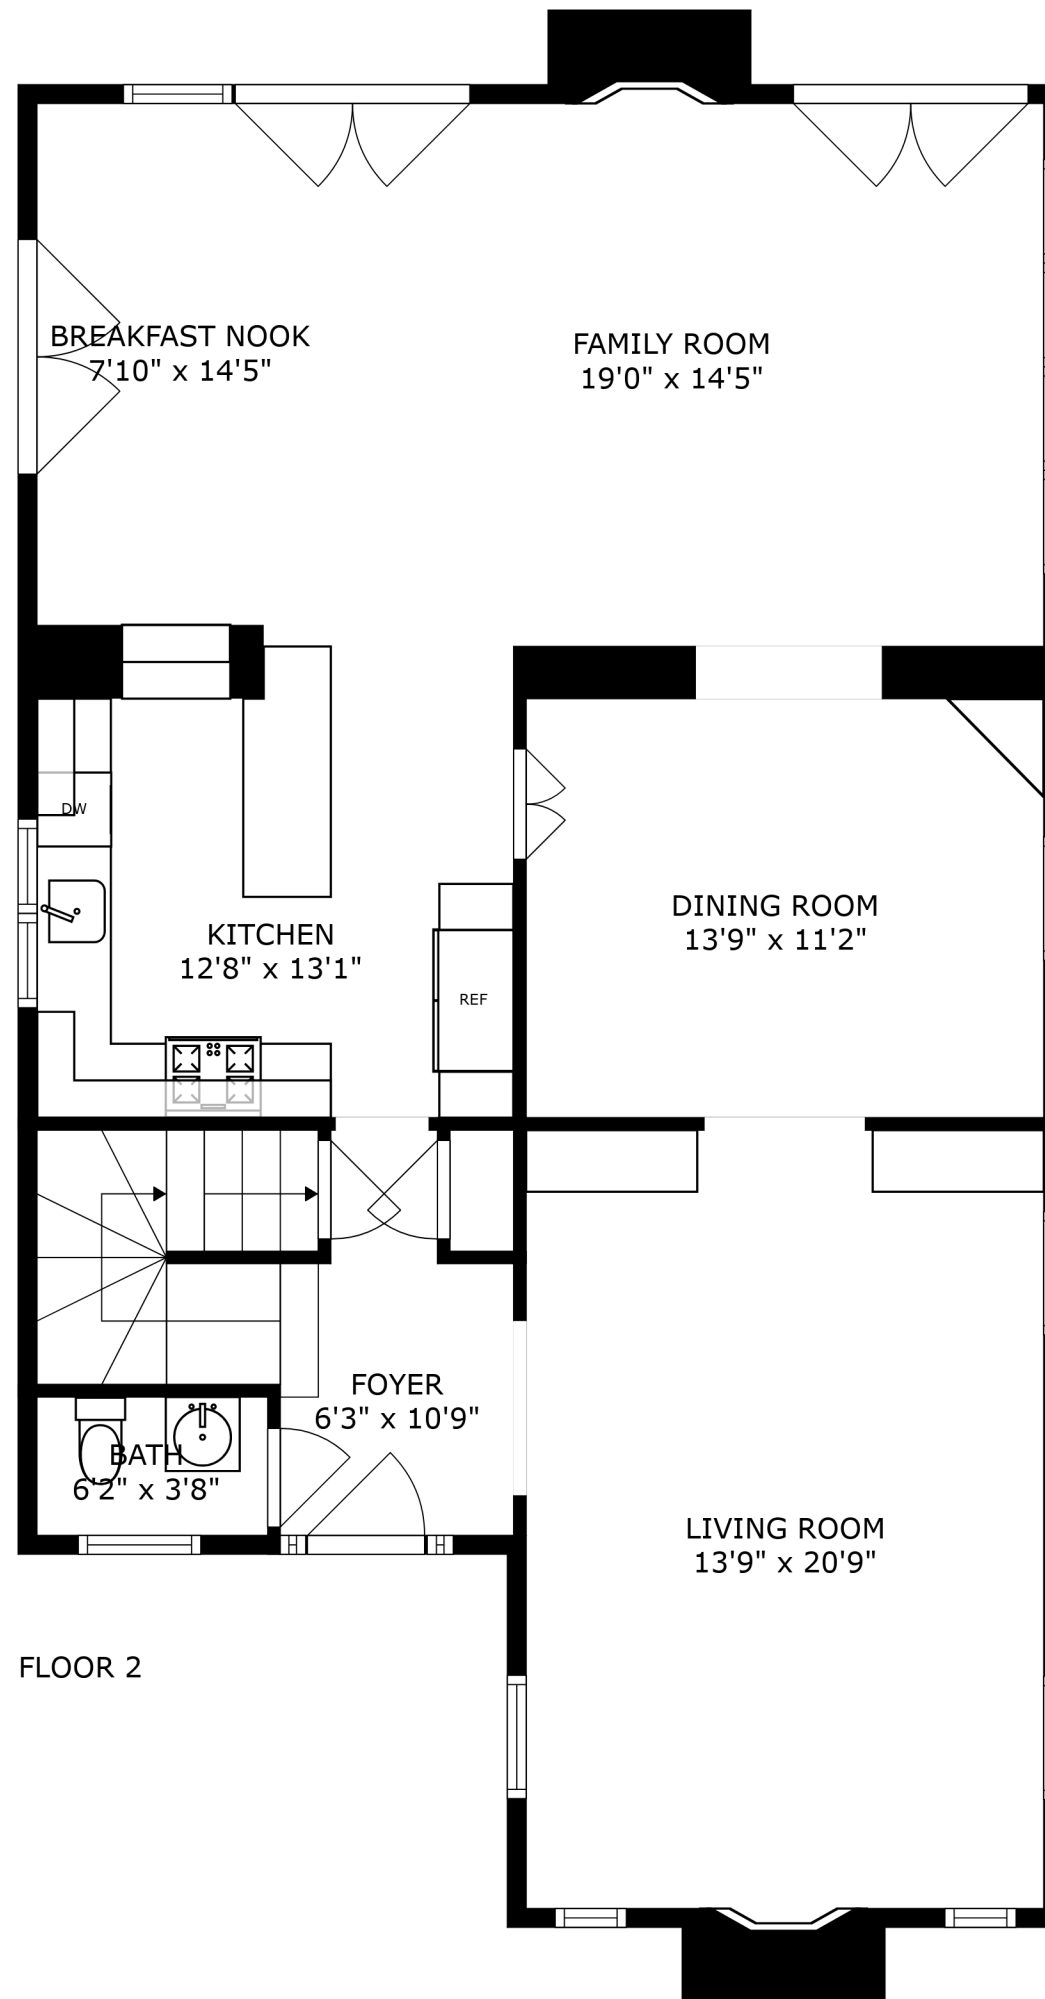 BREAKFAST NOOK
7'10" x 14'5"
FAMILY ROOM
19'0" x 14'5"
DW
KITCHEN
12'8" x 13'1"
REF
DINING ROOM
13'9" x 11'2"
FOYER
6'3" x 10'9"
BATH
6'2" x 3'8"
LIVING ROOM
13'9" x 20'9"
FLOOR 2